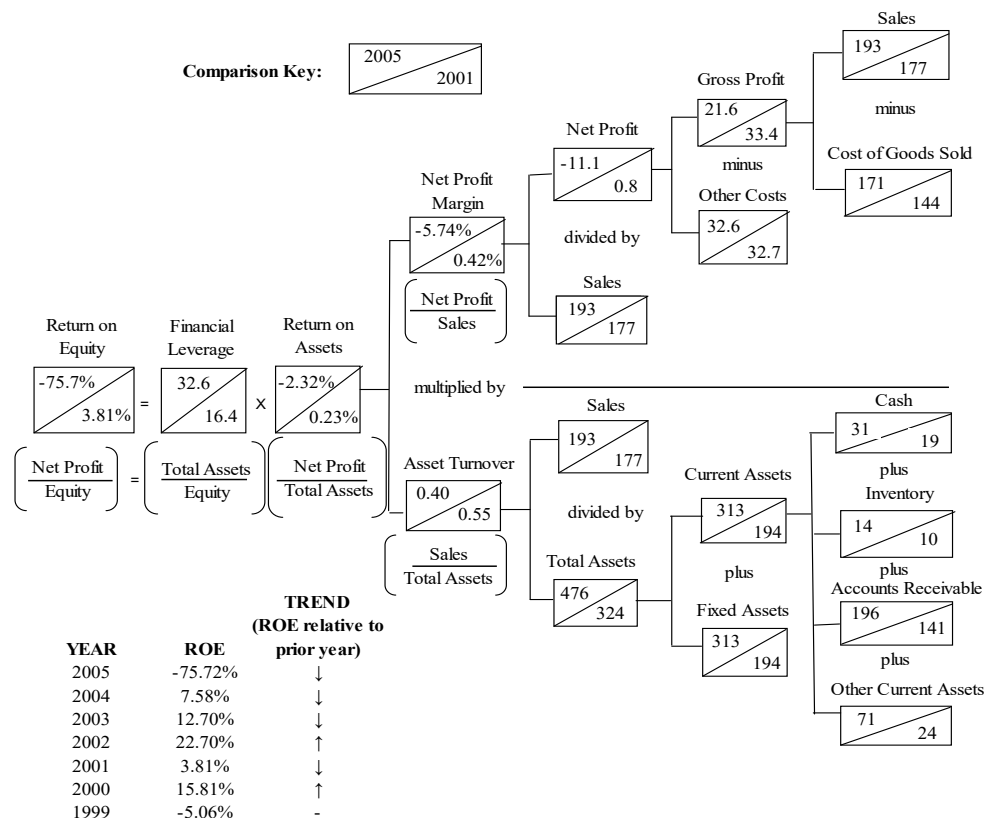 Sales
193
177
Comparison Key:
2005
2001
Gross Profit
21.6
33.4
minus
Net Profit
-11.1
0.8
minus
Cost of Goods Sold
171
144
Net Profit
Margin
-5.74%
0.42%
Other Costs
32.6
32.7
divided by
Net Profit
Sales
Sales
193
177
Return on
Equity
Financial
Leverage
Return on
Assets
-75.7%
3.81%
=
32.6
16.4
X
-2.32%
0.23%
multiplied by
Net Profit
Equity
=
Total Assets
Equity
Net Profit
Total Assets
Asset Turnover
0.40
0.55
Sales
Total Assets
Sales
193
177
divided by
Total Assets
476
324
Current Assets
313
194
plus
Fixed Assets
313
194
Cash
31
19
plus
Inventory
14
10
plus
Accounts Receivable
196
141
plus
Other Current Assets
71
24
TREND
(ROE relative to
YEAR ROE prior year)
2005 -75.72% ↓
2004 7.58% ↓
2003 12.70% ↓
2002 22.70% ↑
2001 3.81% ↓
2000 15.81% ↑
1999 -5.06% -